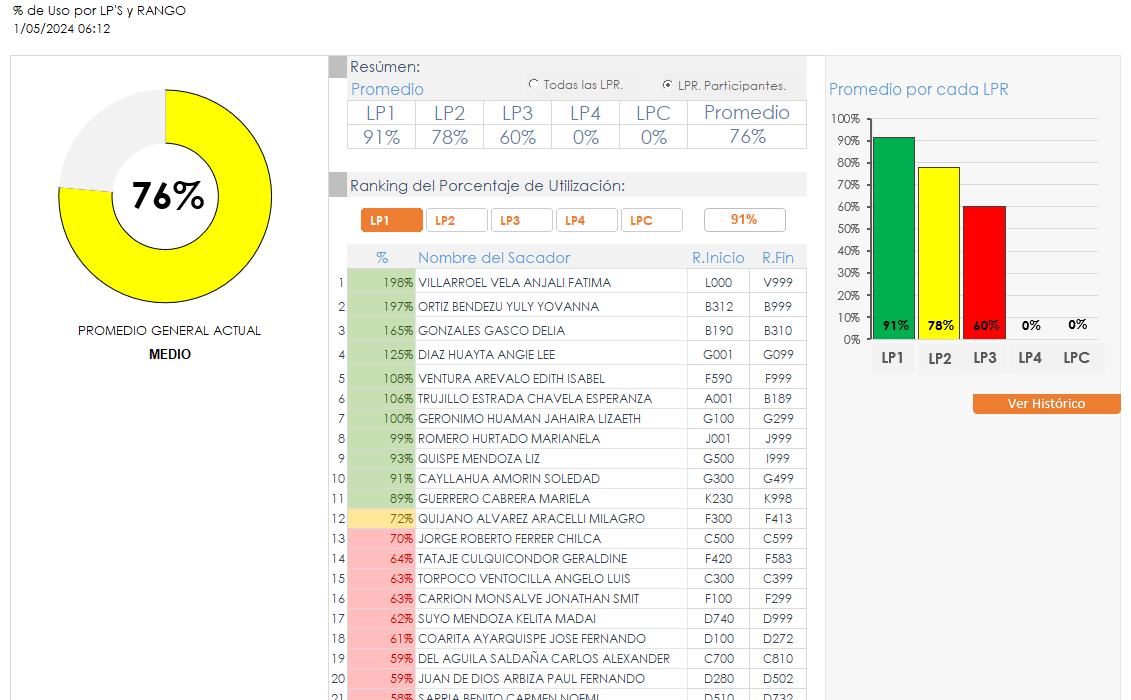 % de Uso por LP'S y RANGO
1/05/2024 06:12
76%
PROMEDIO GENERAL ACTUAL
MEDIO
Resúmen:
Promedio
Todas las LPR.
LPR. Participantes.
LP1 LP2 LP3 LP4 LPC Promedio
91% 78% 60% 0% 0% 76%
Ranking del Porcentaje de Utilización:
LP1 LP2 LP3 LP4 LPC 91%
% Nombre del Sacador R.Inicio R.Fin
1 198% VILLARROEL VELA ANJALI FATIMA L000 V999
2 197% ORTIZ BENDEZU YULY YOVANNA B312 B999
3 165% GONZALES GASCO DELIA B190 B310
4 125% DIAZ HUAYTA ANGIE LEE G001 G099
5 108% VENTURA AREVALO EDITH ISABEL F590 F999
6 106% TRUJILLO ESTRADA CHAVELA ESPERANZA A001 B189
7 100% GERONIMO HUAMAN JAHAIRA LIZAETH G100 G299
8 99% ROMERO HURTADO MARIANELA J001 J999
9 93% QUISPE MENDOZA LIZ G500 I999
10 91% CAYLLAHUA AMORIN SOLEDAD G300 G499
11 89% GUERRERO CABRERA MARIELA K230 K998
12 72% QUIJANO ALVAREZ ARACELLI MILAGRO F300 F413
13 70% JORGE ROBERTO FERRER CHILCA C500 C599
14 64% TATAJE CULQUICONDOR GERALDINE F420 F583
15 63% TORPOCO VENTOCILLA ANGELO LUIS C300 C399
16 63% CARRION MONSALVE JONATHAN SMIT F100 F299
17 62% SUYO MENDOZA KELITA MADAI D740 D999
18 61% COARITA AYARQUISPE JOSE FERNANDO D100 D272
19 59% DEL AGUILA SALDAÑA CARLOS ALEXANDER C700 C810
20 59% JUAN DE DIOS ARBIZA PAUL FERNANDO D280 D502
21 58% SARRIA BENITO CARMEN NOEMI D510 D732
Promedio por cada LPR
100%
90%
80%
70%
60%
50%
40%
30%
20%
10%
0%
91% 78% 60% 0% 0%
LP1 LP2 LP3 LP4 LPC
Ver Histórico